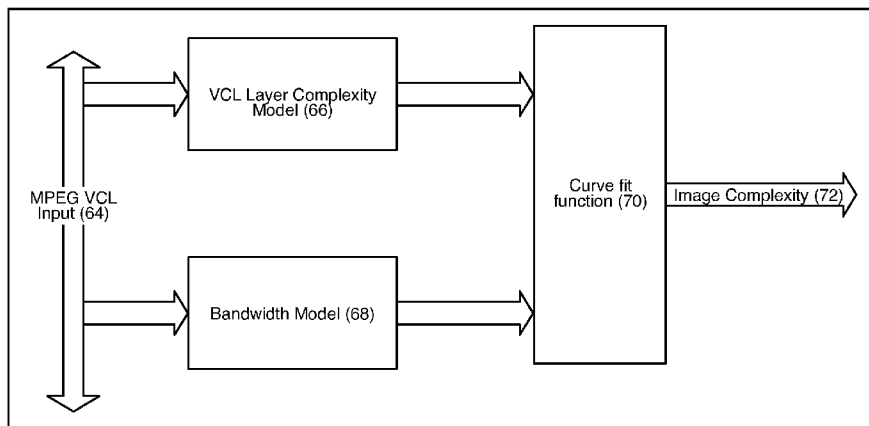 VCL Layer Complexity
Model (66)
MPEG VCL
Input (64)
Curve fit
function (70)
Image Complexity (72)
Bandwidth Model (68)